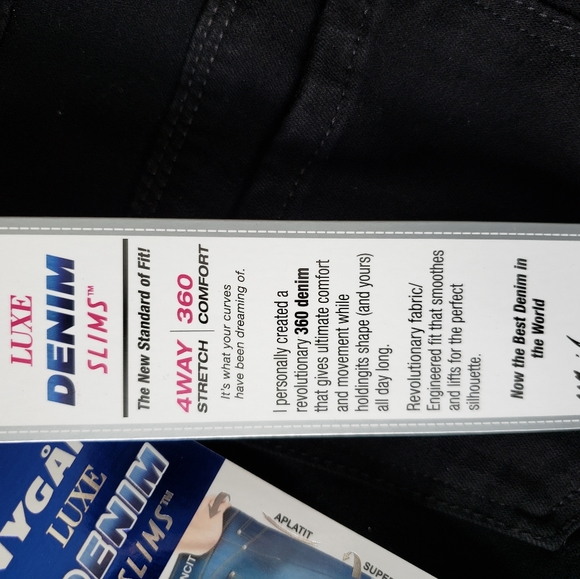 LUXE
DENIM
SLIMS™
The New Standard of Fit!
4WAY 360
STRETCH COMFORT
It's what your curves
have been dreaming of.
I personally created a
revolutionary 360 denim
that gives ultimate comfort
and movement while
holdingits shape (and yours)
all day long.
Revolutionary fabric/
Engineered fit that smoothes
and lifts for the perfect
silhouette.
Now the Best Denim in
the World
LUXE
DENIM
SLIMS™
APLATIT